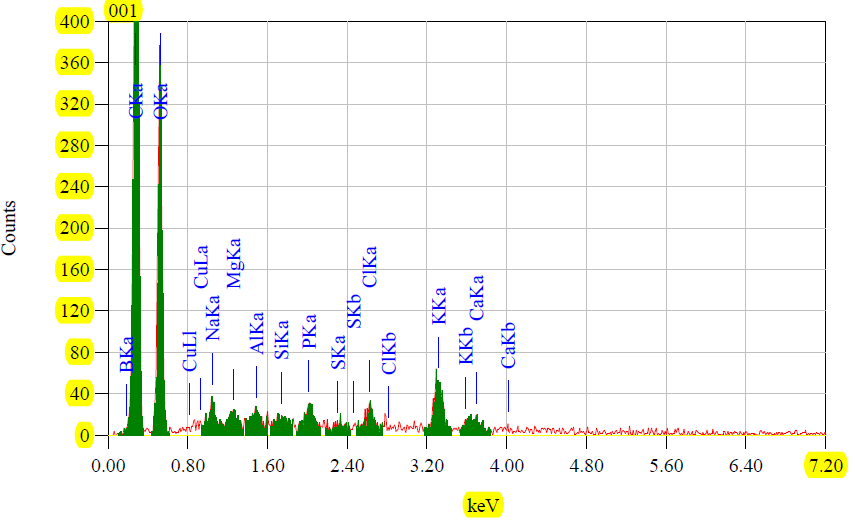 001
Counts
400
360
320
280
240
200
160
120
80
40
0
BKa
CKa
OKa
CuLl
CuLa
NaKa
MgKa
AlKa
SiKa
PKa
SKa
SKb
ClKa
ClKb
KKa
KKb
CaKa
CaKb
0.00 0.80 1.60 2.40 3.20 4.00 4.80 5.60 6.40 7.20
keV